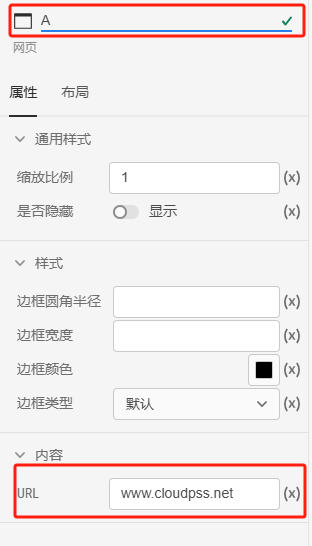 A
网页
属性 布局
通用样式
缩放比例 1 (x)
是否隐藏 显示 (x)
样式
边框圆角半径 (x)
边框宽度 (x)
边框颜色 (x)
边框类型 默认 (x)
内容
URL www.cloudpss.net (x)